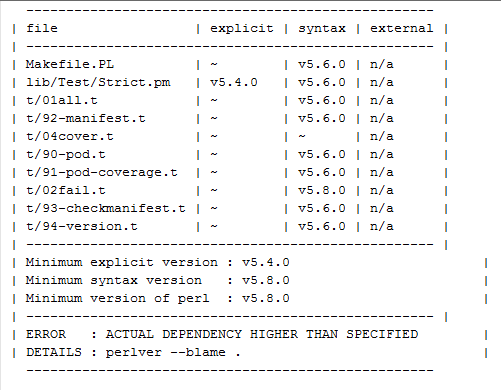 ---------------------------------------------------
 | file                  | explicit | syntax | external |
 | --------------------------------------------------- |
 | Makefile.PL           | ~        | v5.6.0 | n/a      |
 | lib/Test/Strict.pm    | v5.4.0   | v5.6.0 | n/a      |
 | t/01all.t             | ~        | v5.6.0 | n/a      |
 | t/92-manifest.t       | ~        | v5.6.0 | n/a      |
 | t/04cover.t           | ~        | ~      | n/a      |
 | t/90-pod.t            | ~        | v5.6.0 | n/a      |
 | t/91-pod-coverage.t   | ~        | v5.6.0 | n/a      |
 | t/02fail.t            | ~        | v5.8.0 | n/a      |
 | t/93-checkmanifest.t  | ~        | v5.6.0 | n/a      |
 | t/94-version.t        | ~        | v5.6.0 | n/a      |
 | --------------------------------------------------- |
 | Minimum explicit version : v5.4.0                        |
 | Minimum syntax version   : v5.8.0                        |
 | Minimum version of perl  : v5.8.0                        |
 | --------------------------------------------------- |
 | ERROR   : ACTUAL DEPENDENCY HIGHER THAN SPECIFIED        |
 | DETAILS : perlver --blame .                              |
   ---------------------------------------------------